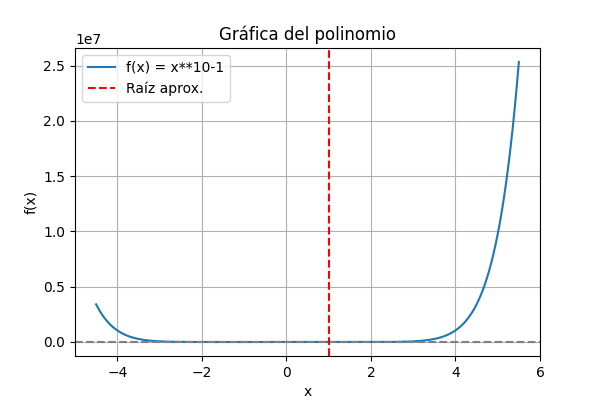 Gráfica del polinomio
1e7
f(x) = x**10-1
Raíz aprox.
2.5
2.0
1.5
1.0
0.5
0.0
f(x)
−4 −2 0 2 4 6
x